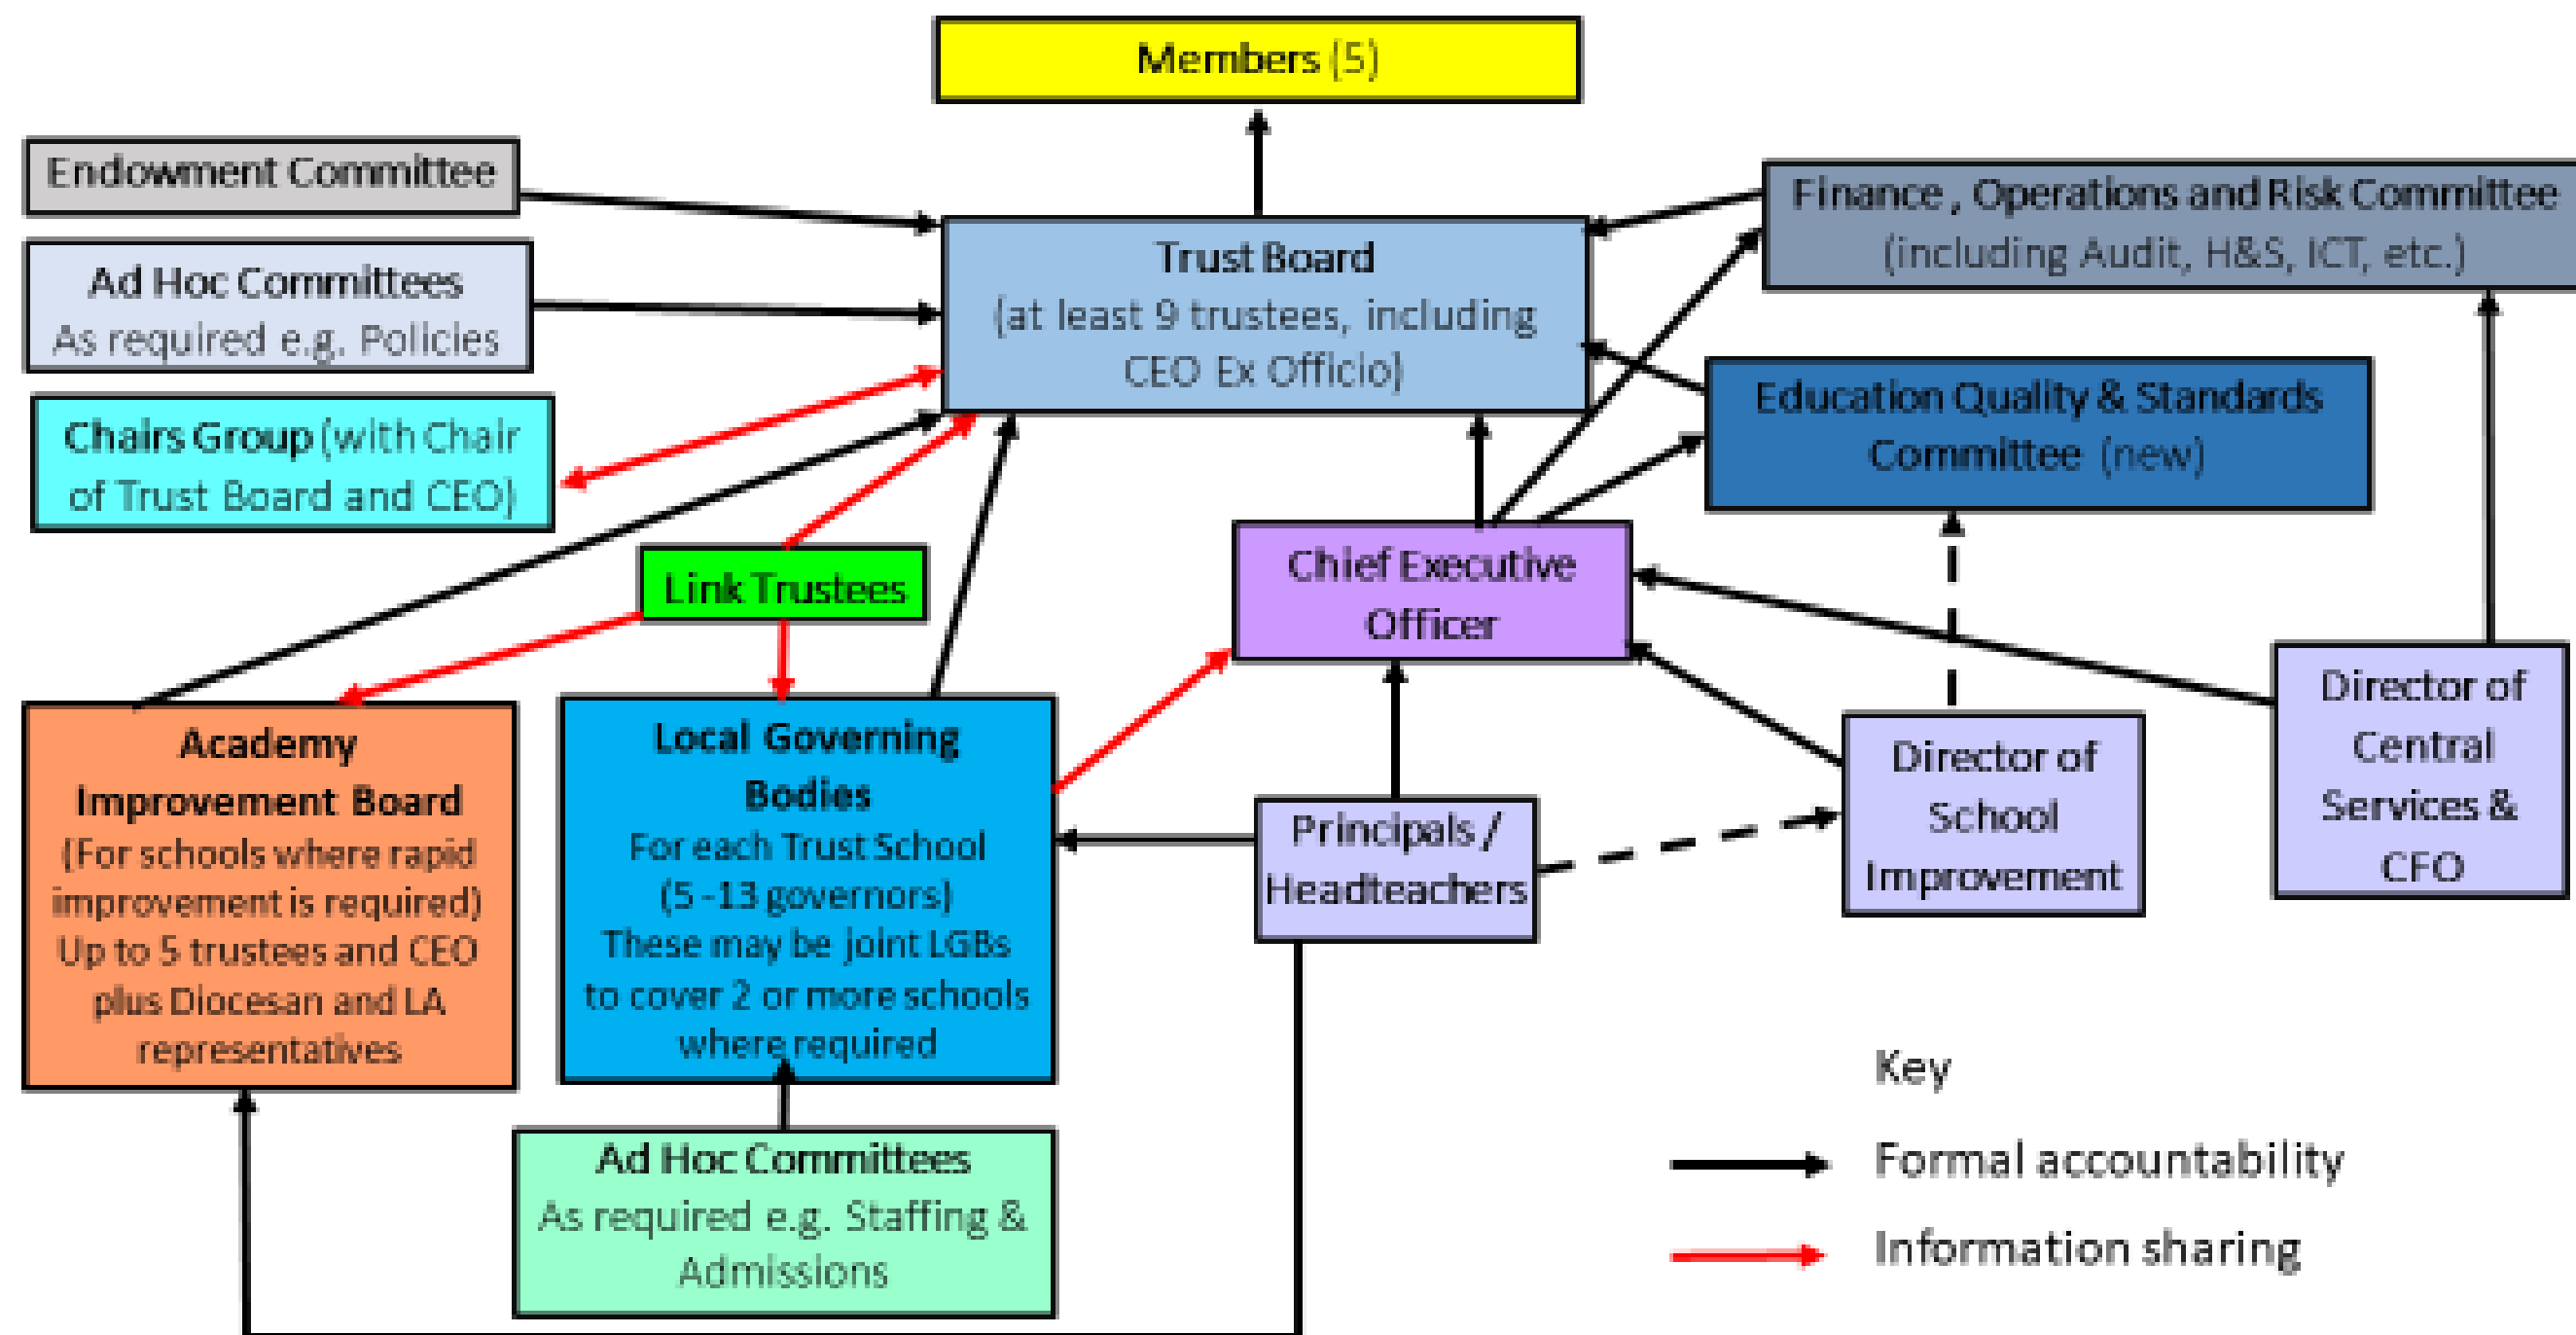 Members (5)
Endowment Committee
Finance , Operations and Risk Committee
(including Audit, H&S, ICT, etc.)
Trust Board
(at least 9 trustees, including
CEO Ex Officio)
Ad Hoc Committees
As required e.g. Policies
Education Quality & Standards
Committee (new)
Chairs Group (with Chair
of Trust Board and CEO)
Link Trustees
Chief Executive
Officer
Academy
Improvement Board
(For schools where rapid
improvement is required)
Up to 5 trustees and CEO
plus Diocesan and LA
representatives
Local Governing
Bodies
For each Trust School
(5 -13 governors)
These may be joint LGBs
to cover 2 or more schools
where required
Principals /
Headteachers
Director of
School
Improvement
Director of
Central
Services &
CFO
Ad Hoc Committees
As required e.g. Staffing &
Admissions
Key
Formal accountability
Information sharing